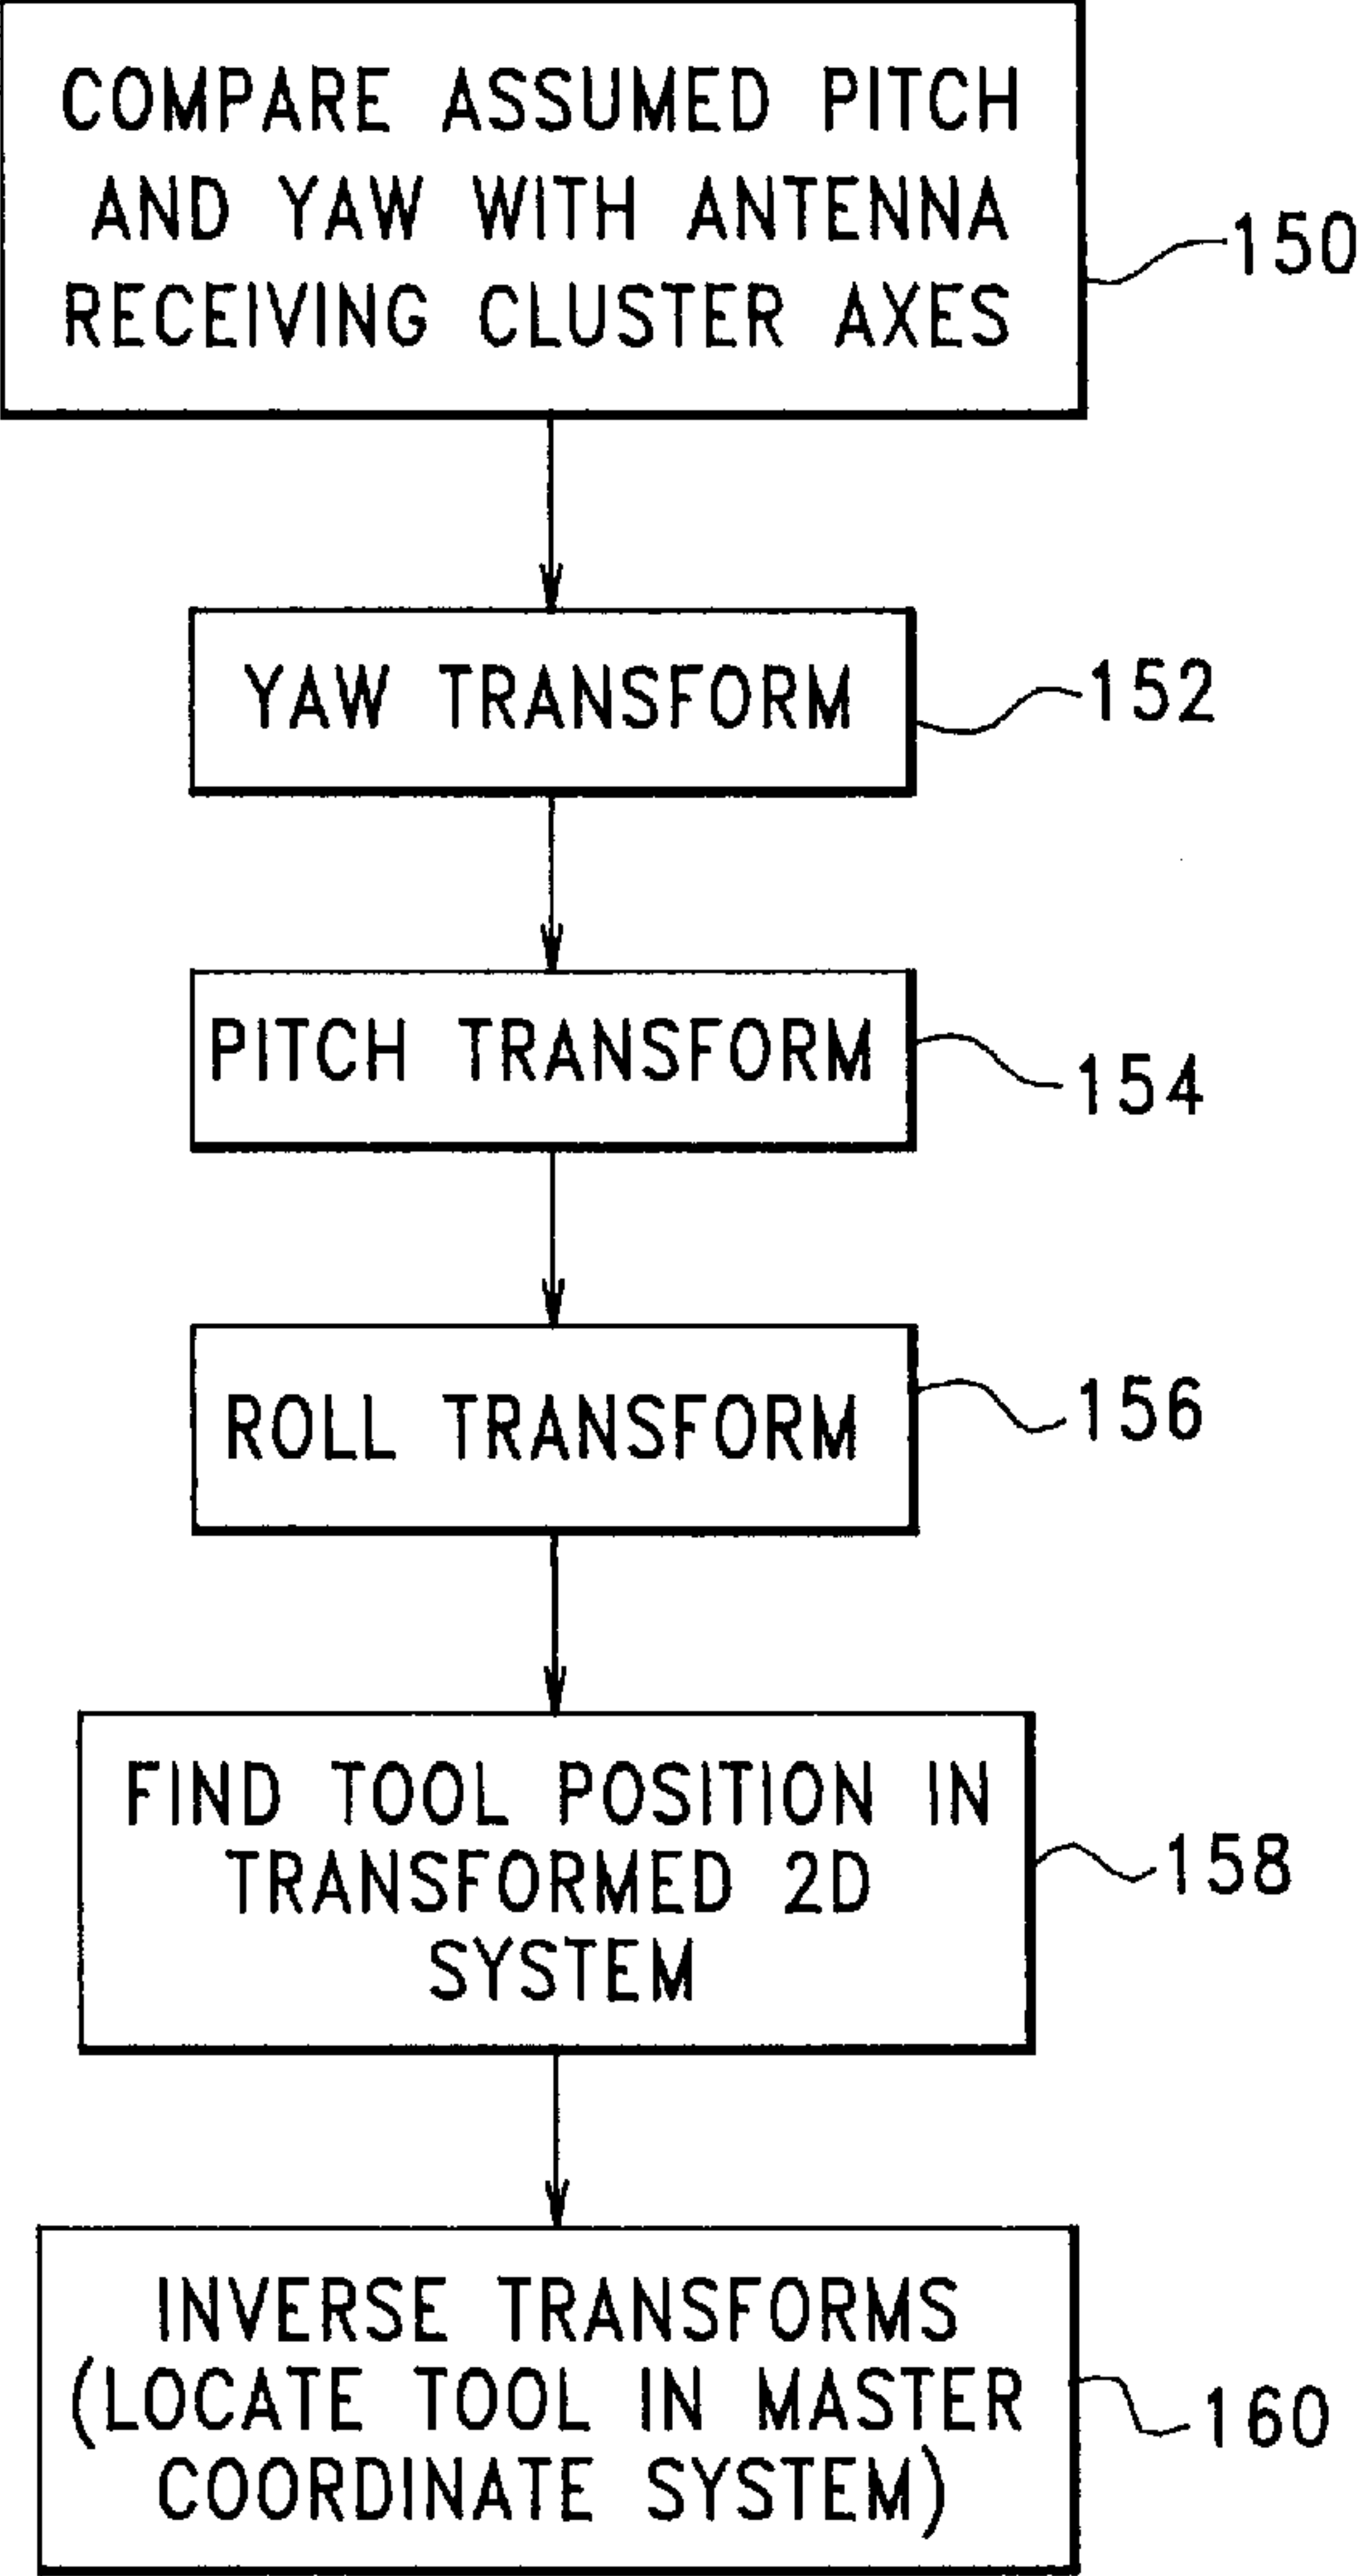 COMPARE ASSUMED PITCH
AND YAW WITH ANTENNA
RECEIVING CLUSTER AXES
150
YAW TRANSFORM
152
PITCH TRANSFORM
154
ROLL TRANSFORM
156
FIND TOOL POSITION IN
TRANSFORMED 2D
SYSTEM
158
INVERSE TRANSFORMS
(LOCATE TOOL IN MASTER
COORDINATE SYSTEM)
160